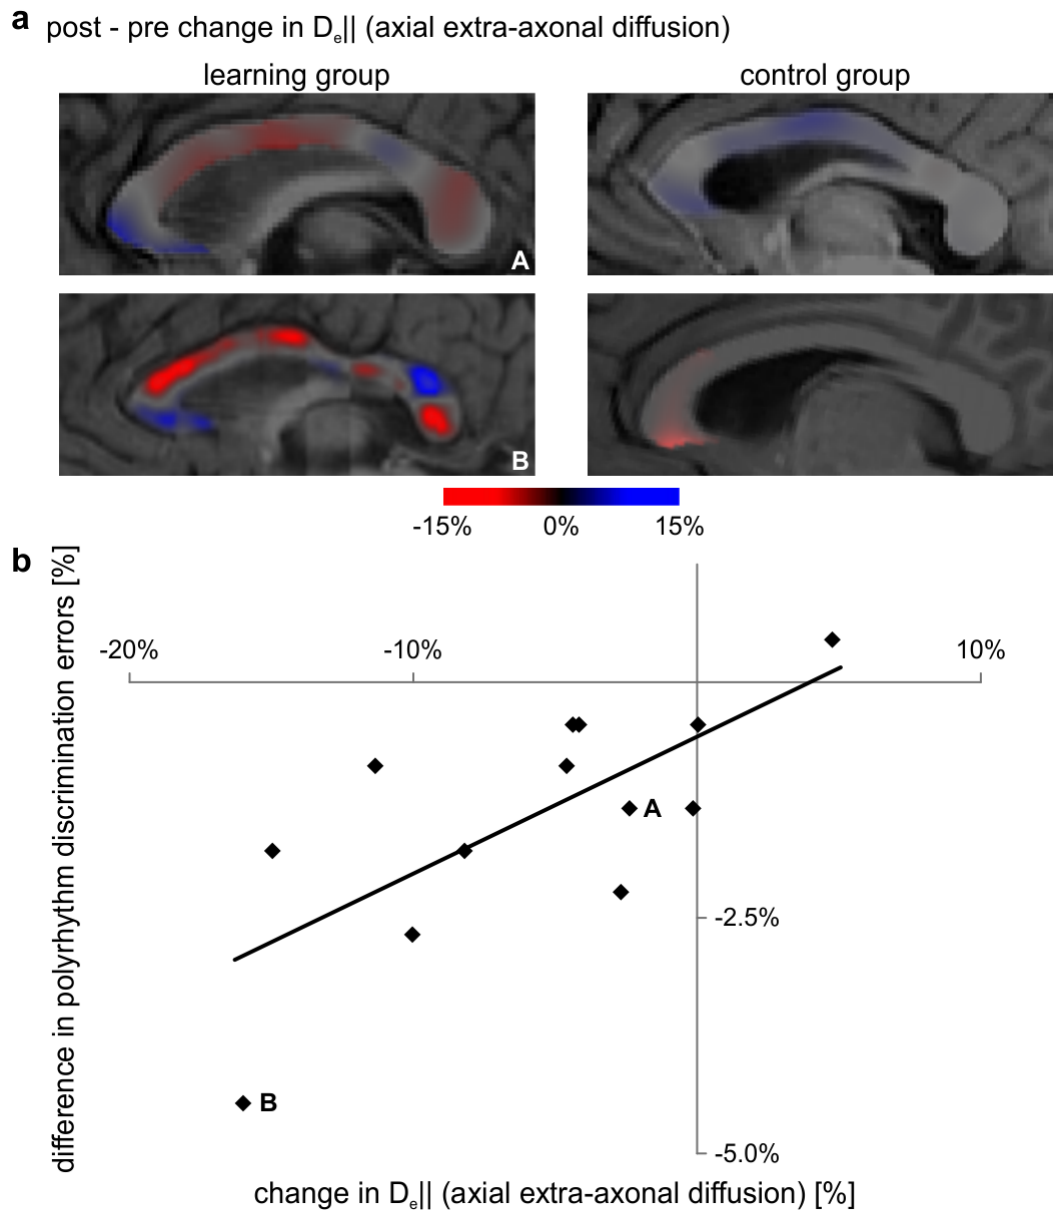 a post - pre change in De|| (axial extra-axonal diffusion)
learning group
control group
A
B
-15% 0% 15%
b
difference in polyrhythm discrimination errors [%]
-20% -10% 10%
A
-2.5%
B
-5.0%
change in De|| (axial extra-axonal diffusion) [%]